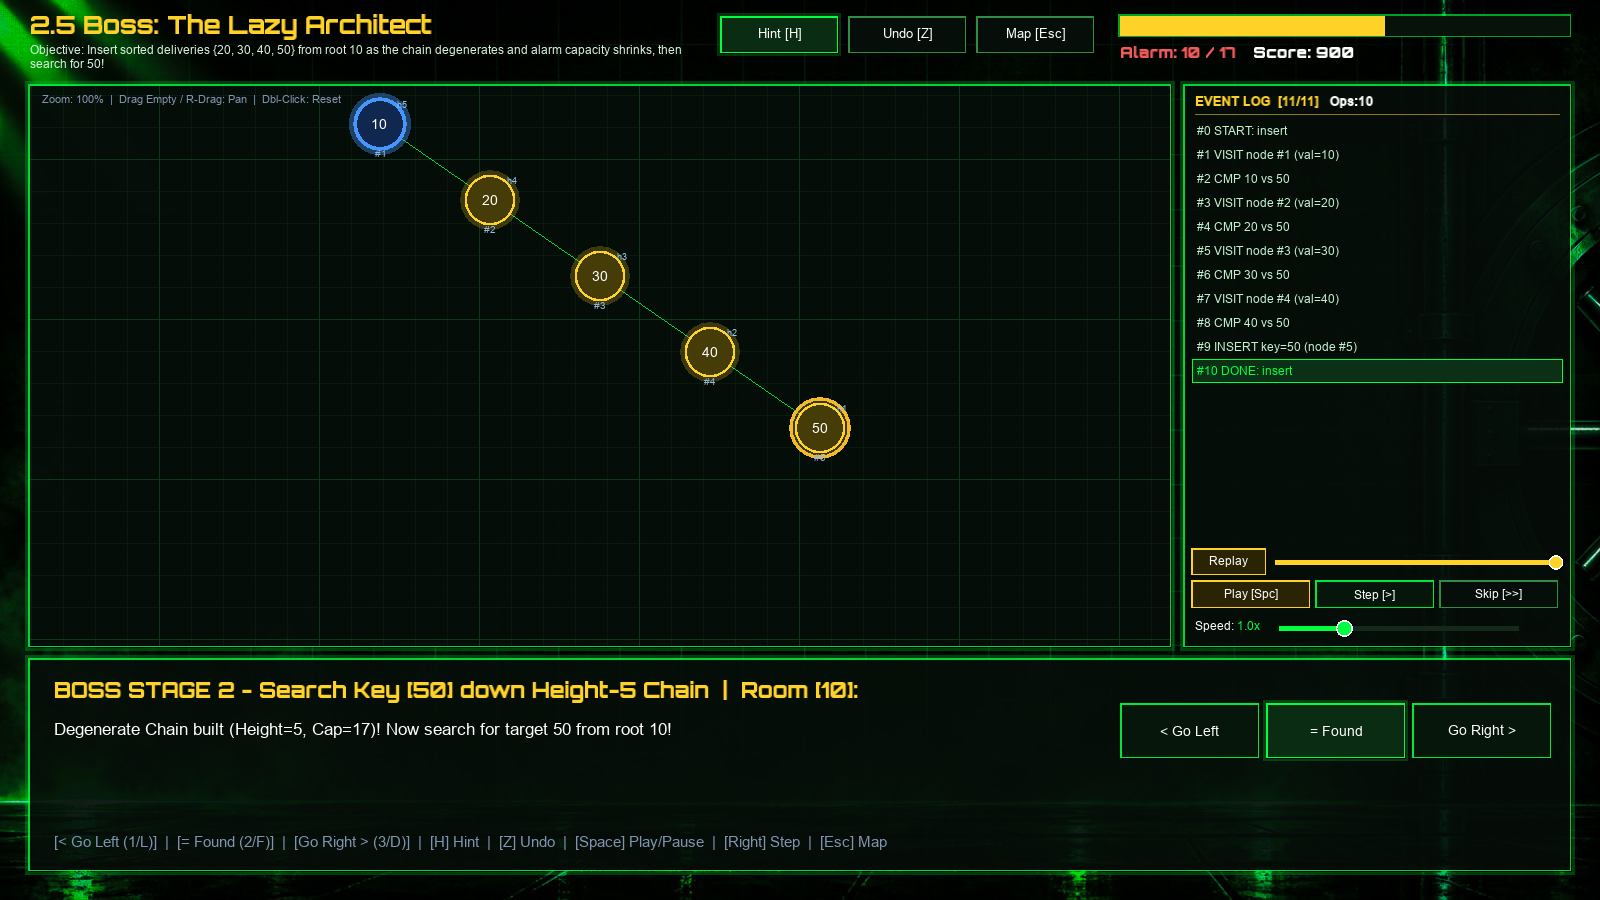 2.5 Boss: The Lazy Architect
Objective: Insert sorted deliveries {20, 30, 40, 50} from root 10 as the chain degenerates and alarm capacity shrinks, then
search for 50!
Hint [H]
Undo [Z]
Map [Esc]
Alarm: 10 / 17 Score: 900
Zoom: 100% | Drag Empty / R-Drag: Pan | Dbl-Click: Reset
10
#1
h4
20
#2
h3
30
#3
h2
40
#4
50
EVENT LOG [11/11] Ops:10
#0 START: insert
#1 VISIT node #1 (val=10)
#2 CMP 10 vs 50
#3 VISIT node #2 (val=20)
#4 CMP 20 vs 50
#5 VISIT node #3 (val=30)
#6 CMP 30 vs 50
#7 VISIT node #4 (val=40)
#8 CMP 40 vs 50
#9 INSERT key=50 (node #5)
#10 DONE: insert
Replay
Play [Spc]
Step [>]
Skip [>>]
Speed: 1.0x
BOSS STAGE 2 - Search Key [50] down Height-5 Chain | Room [10]:
Degenerate Chain built (Height=5, Cap=17)! Now search for target 50 from root 10!
< Go Left
= Found
Go Right >
[< Go Left (1/L)] | [= Found (2/F)] | [Go Right > (3/D)] | [H] Hint | [Z] Undo | [Space] Play/Pause | [Right] Step | [Esc] Map